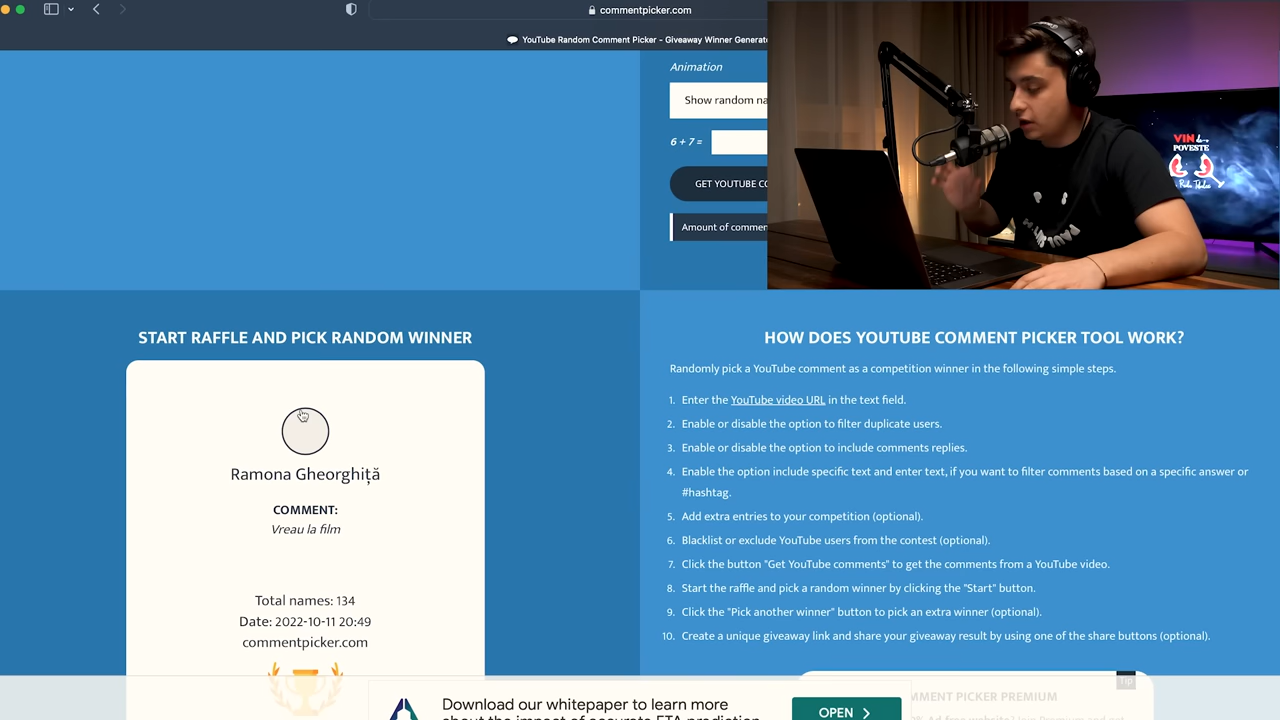 commentpicker.com
YouTube Random Comment Picker - Giveaway Winner Generat
Animation
Show random na
6 + 7 =
GET YOUTUBE CO
Amount of commen
VIN de-o
POVESTE
START RAFFLE AND PICK RANDOM WINNER
Ramona Gheorghiță
COMMENT:
Vreau la film
Total names: 134
Date: 2022-10-11 20:49
commentpicker.com
HOW DOES YOUTUBE COMMENT PICKER TOOL WORK?
Randomly pick a YouTube comment as a competition winner in the following simple steps.
1. Enter the YouTube video URL in the text field.
2. Enable or disable the option to filter duplicate users.
3. Enable or disable the option to include comments replies.
4. Enable the option include specific text and enter text, if you want to filter comments based on a specific answer or
#hashtag.
5. Add extra entries to your competition (optional).
6. Blacklist or exclude YouTube users from the contest (optional).
7. Click the button "Get YouTube comments" to get the comments from a YouTube video.
8. Start the raffle and pick a random winner by clicking the "Start" button.
9. Click the "Pick another winner" button to pick an extra winner (optional).
10. Create a unique giveaway link and share your giveaway result by using one of the share buttons (optional).
Tip
MMENT PICKER PREMIUM
Download our whitepaper to learn more
about the impact of accurate ETA prediction
OPEN